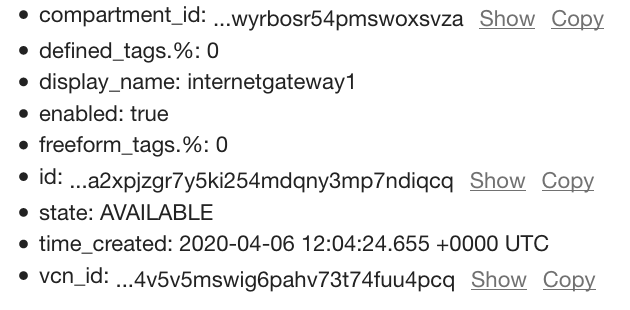 • compartment_id: ...wyrbosr54pmswoxsvza Show Copy
• defined_tags.%: 0
• display_name: internetgateway1
• enabled: true
• freeform_tags.%: 0
• id: ...a2xpjzgr7y5ki254mdqny3mp7ndiqcq Show Copy
• state: AVAILABLE
• time_created: 2020-04-06 12:04:24.655 +0000 UTC
• vcn_id: ...4v5v5mswig6pahv73t74fuu4pcq Show Copy